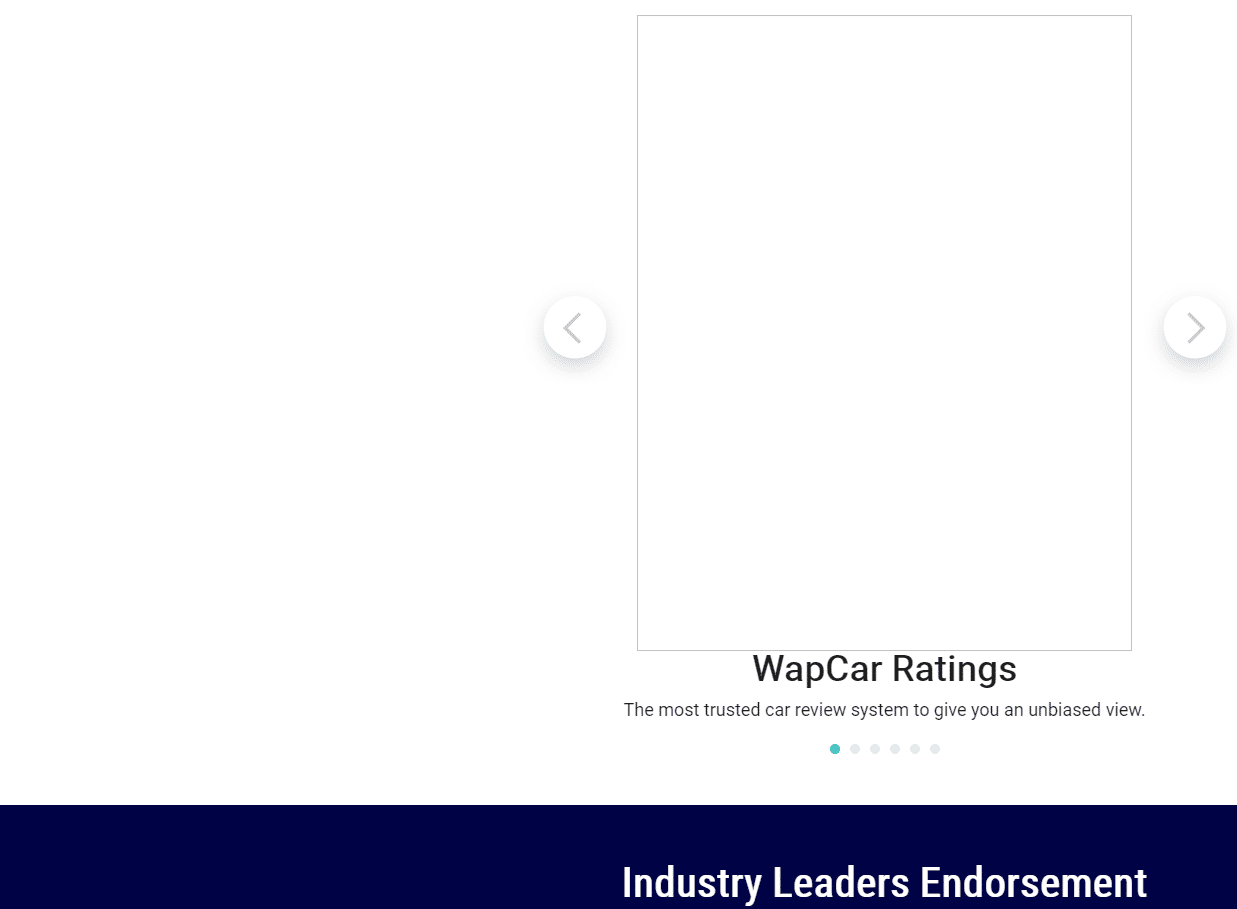 WapCar Ratings
The most trusted car review system to give you an unbiased view.
Industry Leaders Endorsement